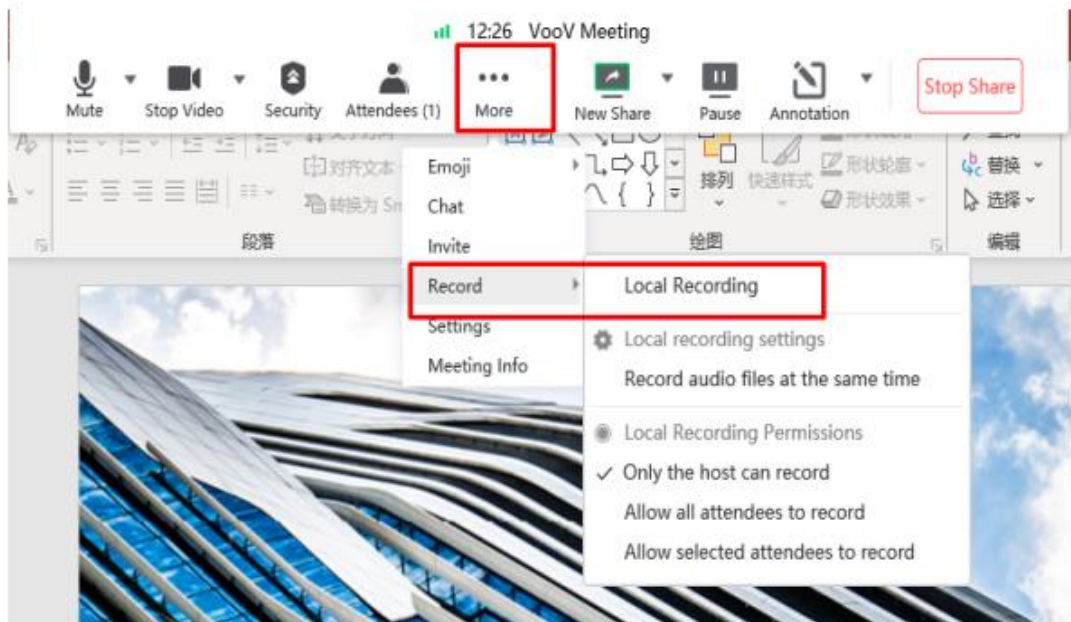 12:26 VooV Meeting
Mute
Stop Video
Security
Attendees (1)
More
New Share
Pause
Annotation
Stop Share
对齐文本
转换为 Sm
段落
Emoji
Chat
Invite
Record
Settings
Meeting Info
排列
快速样式
形状轮廓
形状效果
绘图
替换
选择
编辑
Local Recording
Local recording settings
Record audio files at the same time
Local Recording Permissions
Only the host can record
Allow all attendees to record
Allow selected attendees to record